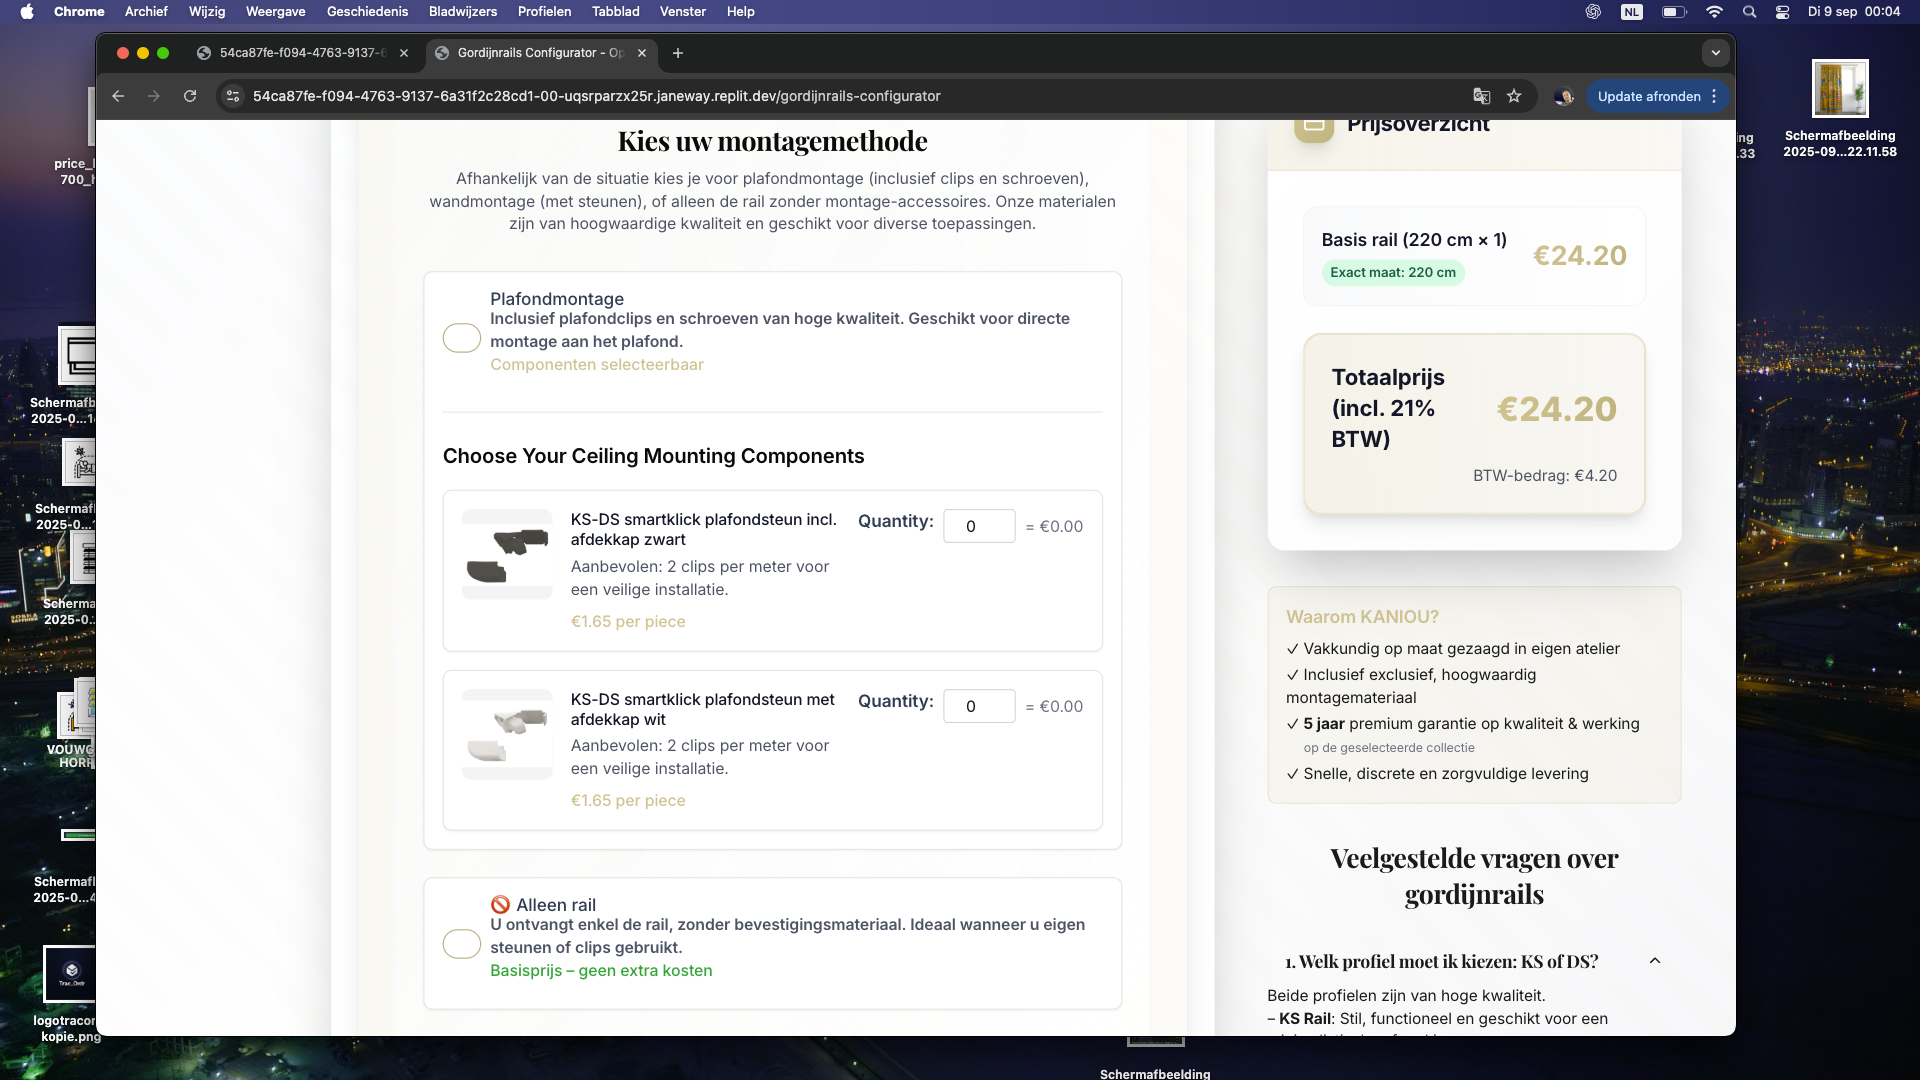 Chrome Archief Wijzig Weergave Geschiedenis Bladwijzers Profielen Tabblad Venster Help
NL Di 9 sep 00:04
54ca87fe-f094-4763-9137-6
Gordijnrails Configurator - Op
54ca87fe-f094-4763-9137-6a31f2c28cd1-00-uqsrparzx25r.janeway.replit.dev/gordijnrails-configurator
Update afronden
Kies uw montagemethode
Afhankelijk van de situatie kies je voor plafondmontage (inclusief clips en schroeven),
wandmontage (met steunen), of alleen de rail zonder montage-accessoires. Onze materialen
zijn van hoogwaardige kwaliteit en geschikt voor diverse toepassingen.
Plafondmontage
Inclusief plafondclips en schroeven van hoge kwaliteit. Geschikt voor directe
montage aan het plafond.
Componenten selecteerbaar
Choose Your Ceiling Mounting Components
KS-DS smartklick plafondsteun incl.
afdekkap zwart
Quantity: 0 = €0.00
Aanbevolen: 2 clips per meter voor
een veilige installatie.
€1.65 per piece
KS-DS smartklick plafondsteun met
afdekkap wit
Quantity: 0 = €0.00
Aanbevolen: 2 clips per meter voor
een veilige installatie.
€1.65 per piece
🚫 Alleen rail
U ontvangt enkel de rail, zonder bevestigingsmateriaal. Ideaal wanneer u eigen
steunen of clips gebruikt.
Basisprijs – geen extra kosten
Prijsoverzicht
Basis rail (220 cm × 1)
Exact maat: 220 cm
€24.20
Totaalprijs
(incl. 21%
BTW)
€24.20
BTW-bedrag: €4.20
Waarom KANIOU?
✓ Vakkundig op maat gezaagd in eigen atelier
✓ Inclusief exclusief, hoogwaardig
montagemateriaal
✓ 5 jaar premium garantie op kwaliteit & werking
op de geselecteerde collectie
✓ Snelle, discrete en zorgvuldige levering
Veelgestelde vragen over
gordijnrails
1. Welk profiel moet ik kiezen: KS of DS?
Beide profielen zijn van hoge kwaliteit.
– KS Rail: Stil, functioneel en geschikt voor een
price_l
700_h
Schermafb
2025-0...1
Schermaf
2025-0...
Scherma
2025-0..
VOUWG
HORR
Schermaf
2025-0...4
logotracor
kopie.png
ing
.33
Schermafbeelding
2025-09...22.11.58
Schermafbeelding